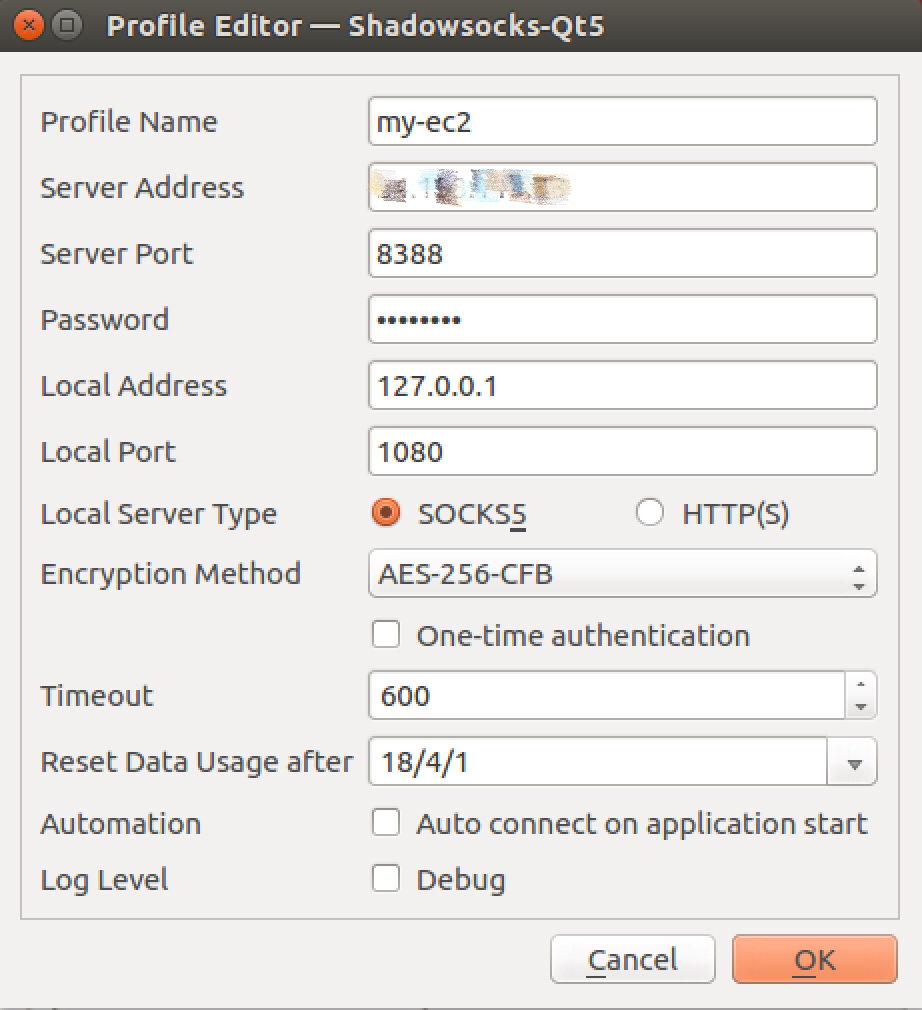 Profile Editor — Shadowsocks-Qt5
Profile Name my-ec2
Server Address
Server Port 8388
Password ••••••••
Local Address 127.0.0.1
Local Port 1080
Local Server Type SOCKS5 HTTP(S)
Encryption Method AES-256-CFB
One-time authentication
Timeout 600
Reset Data Usage after 18/4/1
Automation Auto connect on application start
Log Level Debug
Cancel OK